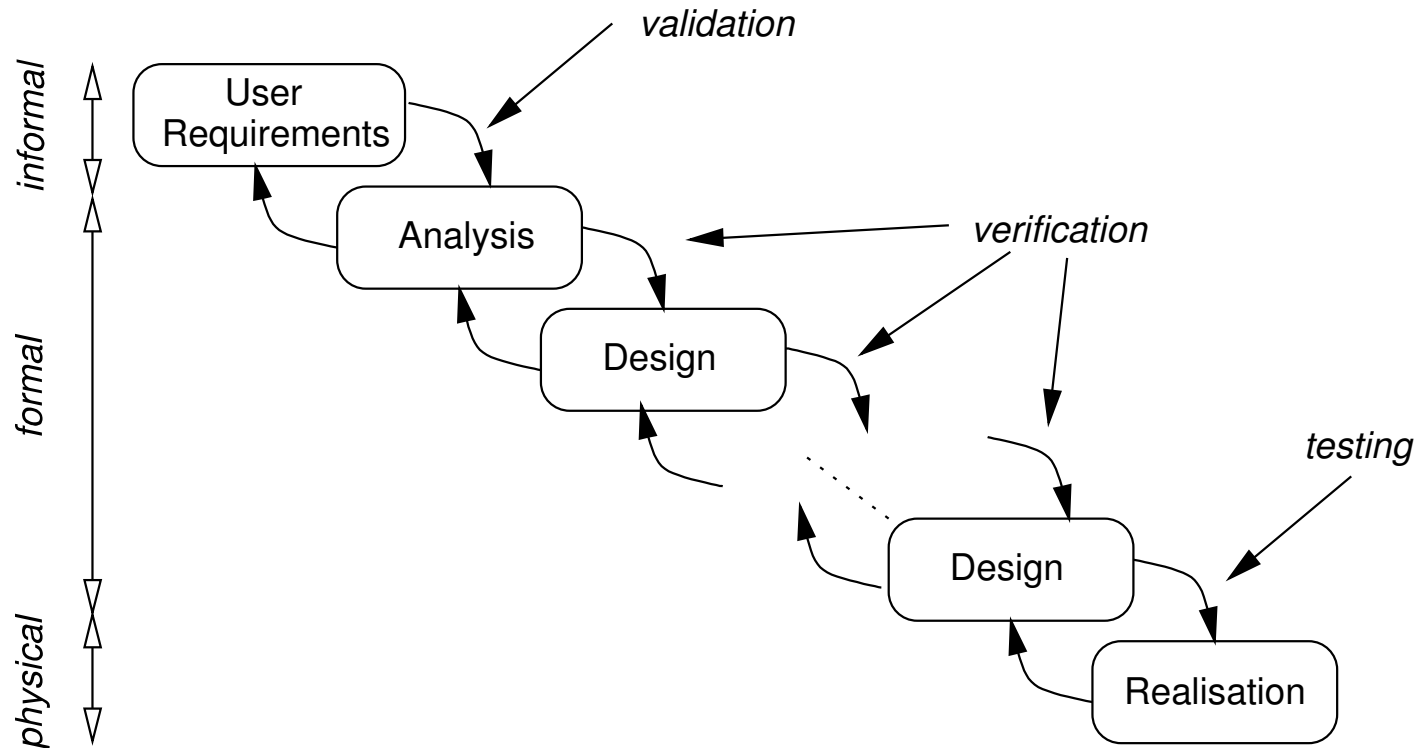 validation
informal
User
Requirements
Analysis
verification
formal
Design
testing
Design
physical
Realisation